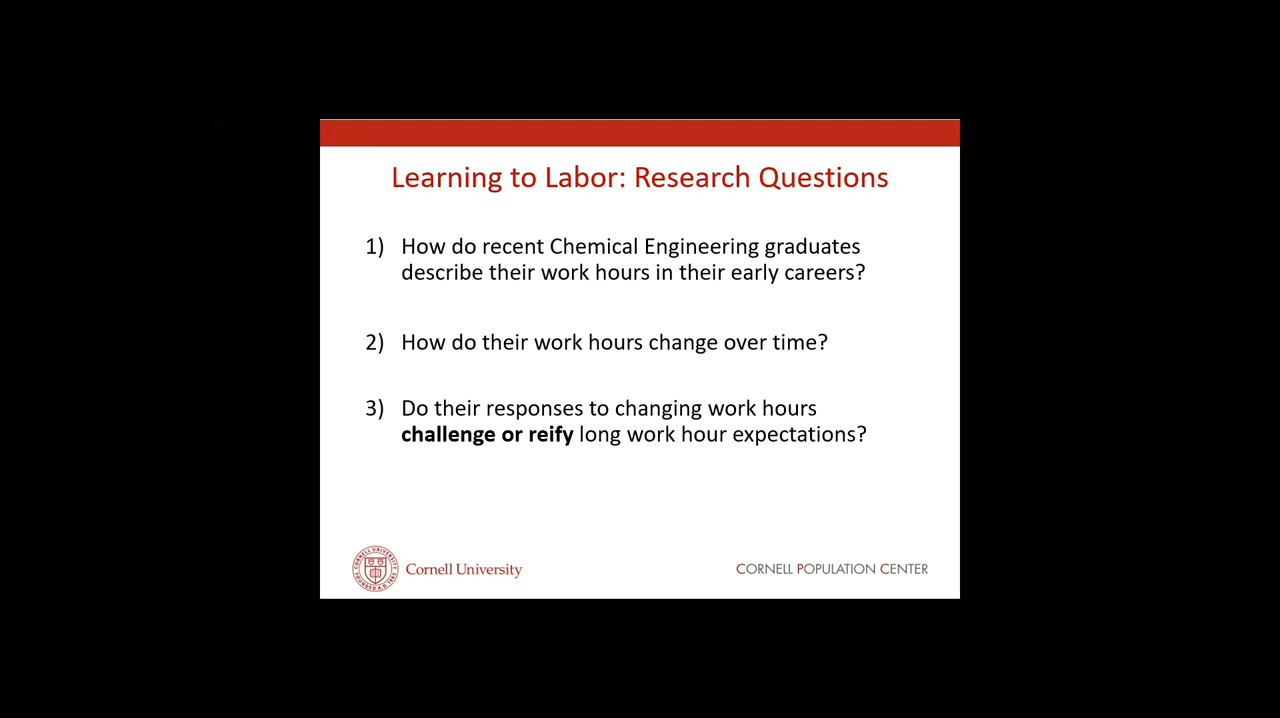 Learning to Labor: Research Questions
1) How do recent Chemical Engineering graduates
describe their work hours in their early careers?
2) How do their work hours change over time?
3) Do their responses to changing work hours
challenge or reify long work hour expectations?
Cornell University
CORNELL POPULATION CENTER